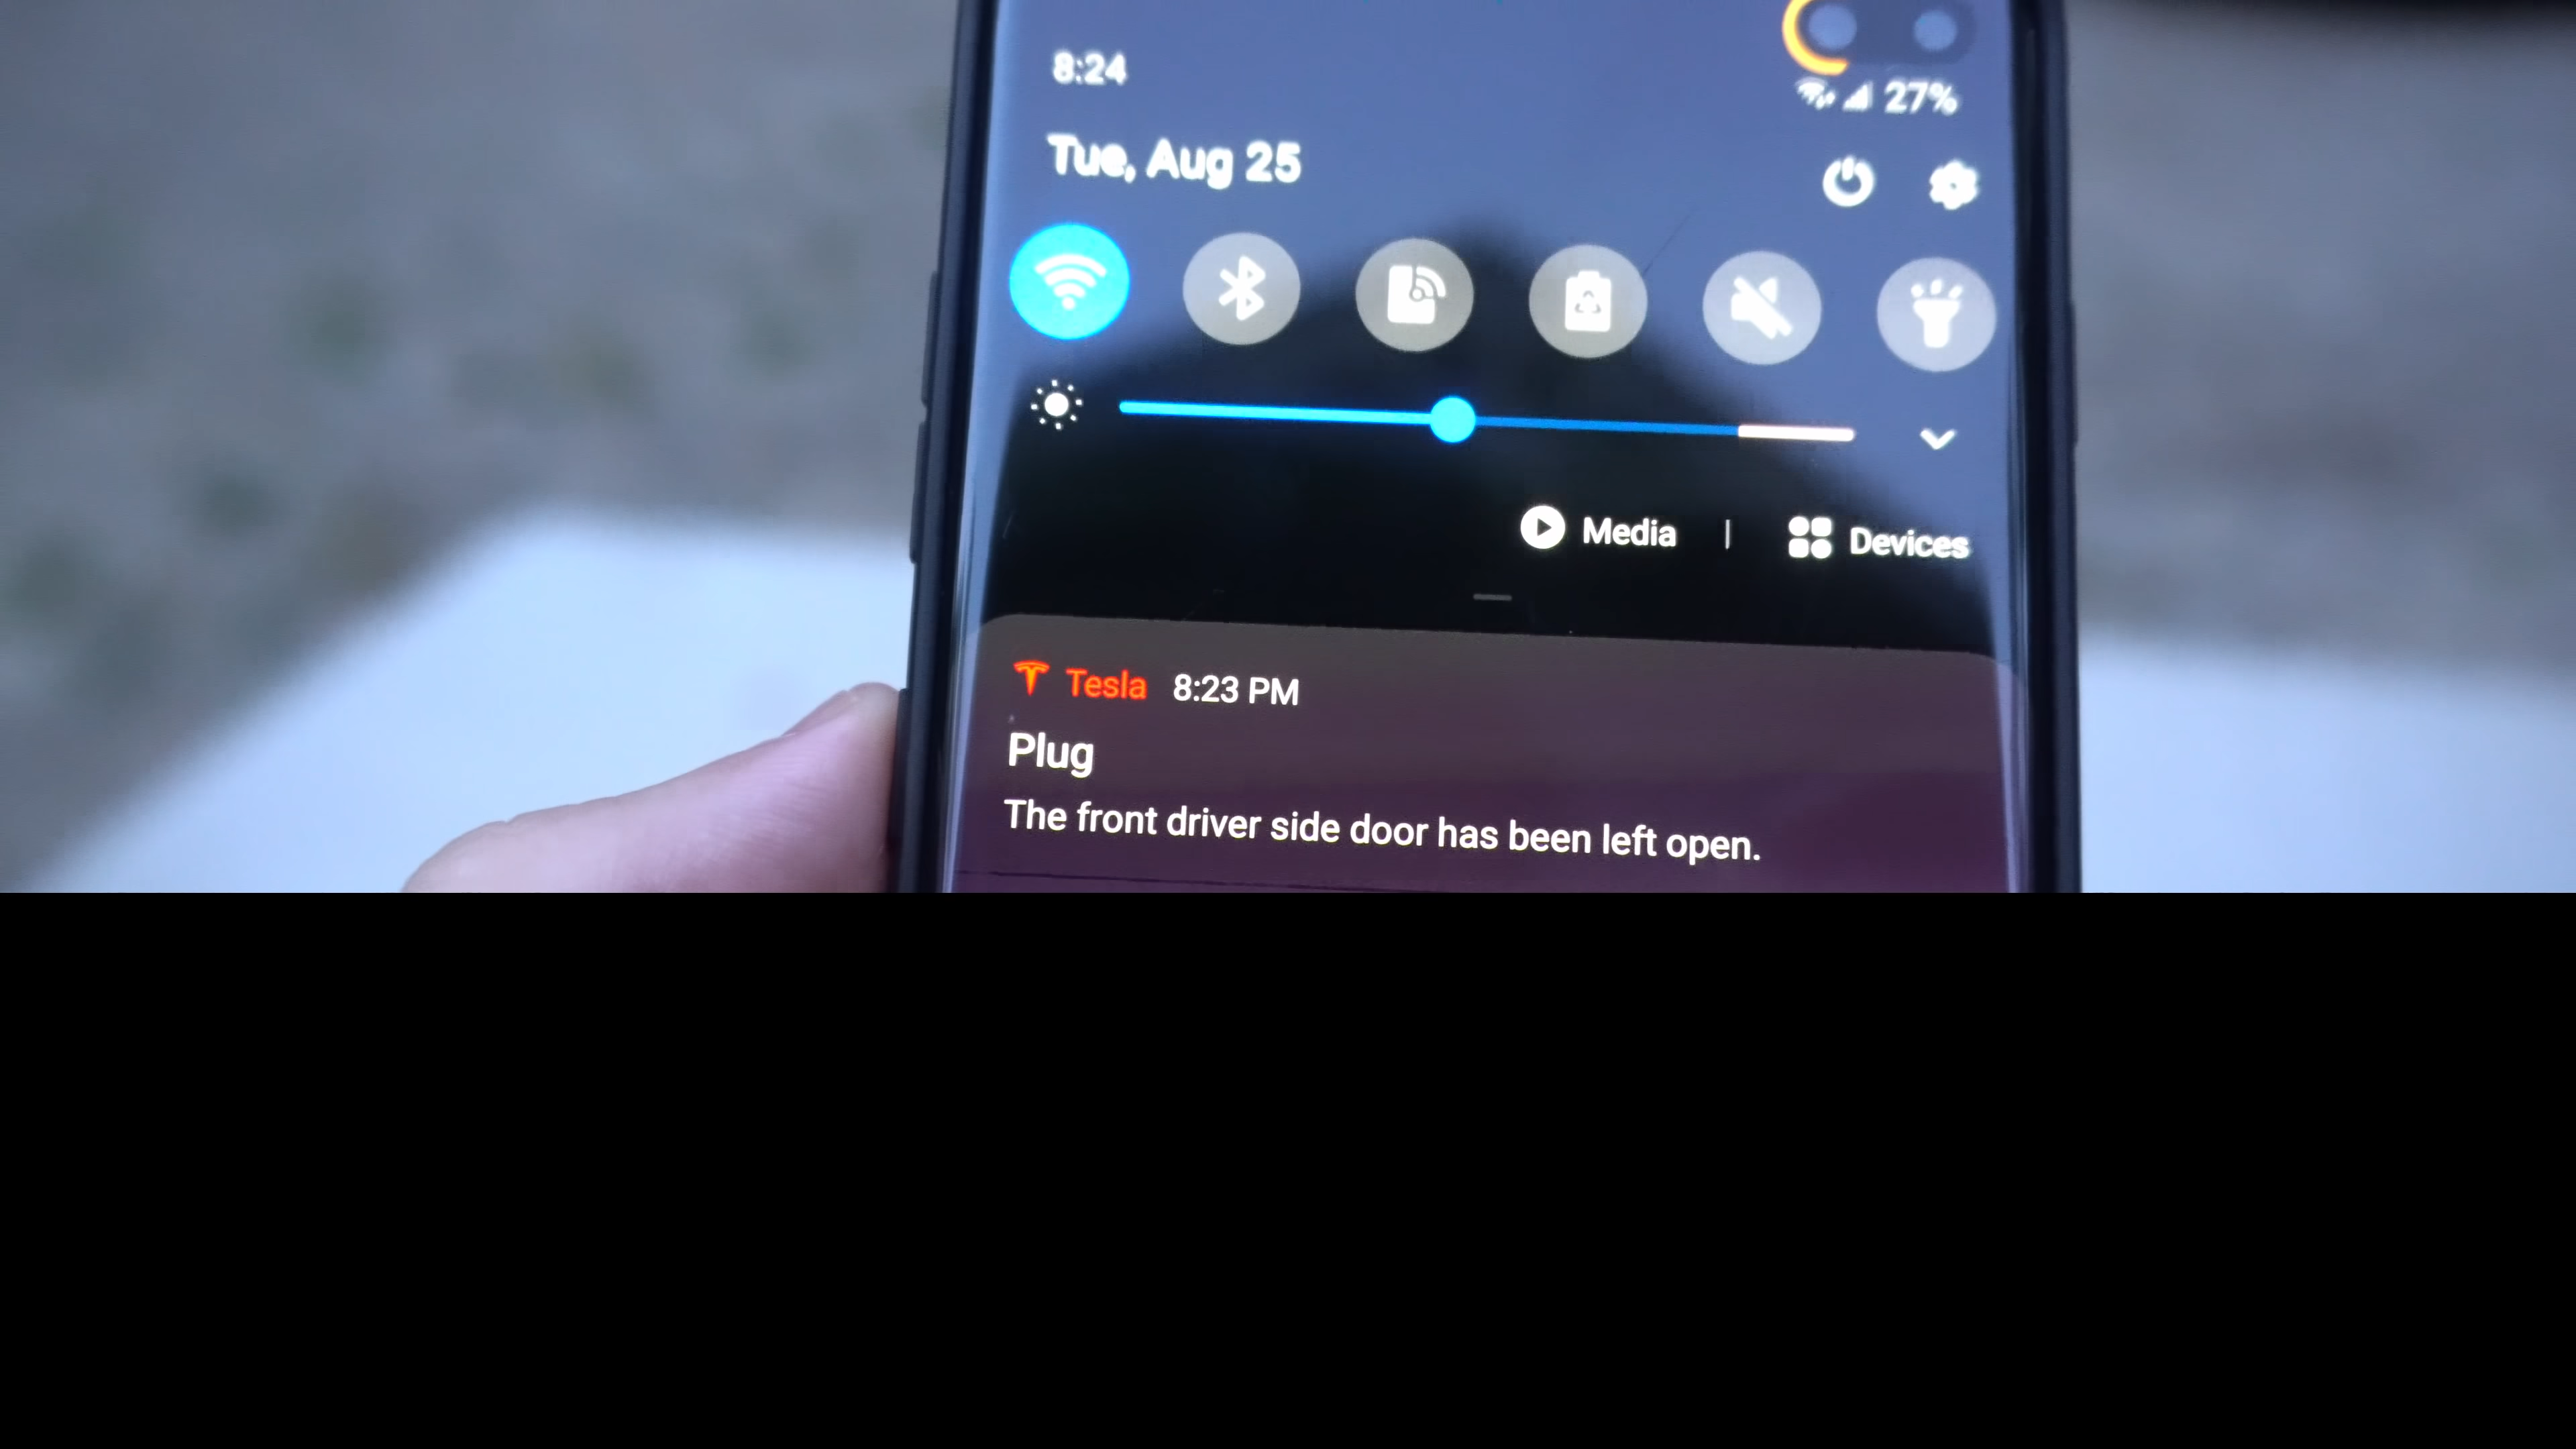 8:24
27%
Tue, Aug 25
Media | Devices
Tesla 8:23 PM
Plug
The front driver side door has been left open.